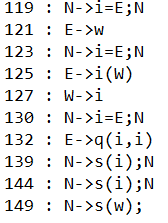 119 : N->i=E;N
121 : E->w
123 : N->i=E;N
125 : E->i(W)
127 : W->i
130 : N->i=E;N
132 : E->q(i,i)
139 : N->s(i);N
144 : N->s(i);N
149 : N->s(w);